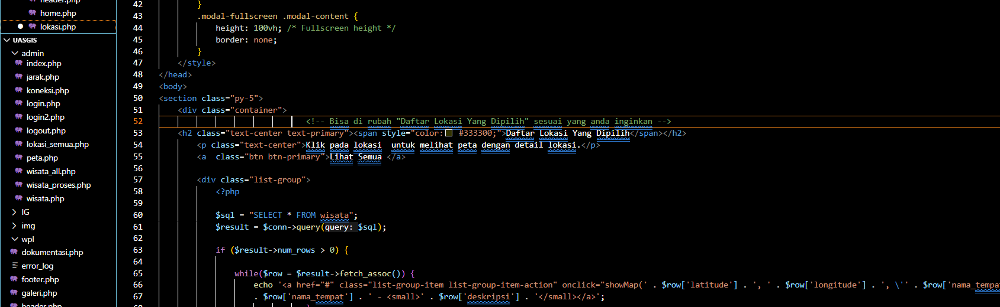 header.php
home.php
lokasi.php
UASGIS
admin
index.php
jarak.php
koneksi.php
login.php
login2.php
logout.php
lokasi_semua.php
peta.php
wisata_all.php
wisata_proses.php
wisata.php
IG
img
wpl
dokumentasi.php
error_log
footer.php
galeri.php
header.php
42 }
43 .modal-fullscreen .modal-content {
44 height: 100vh; /* Fullscreen height */
45 border: none;
46 }
47 </style>
48 </head>
49 <body>
50 <section class="py-5">
51 <div class="container">
52 <!-- Bisa di rubah "Daftar Lokasi Yang Dipilih" sesuai yang anda inginkan -->
53 <h2 class="text-center text-primary"><span style="color: #333300;">Daftar Lokasi Yang Dipilih</span></h2>
54 <p class="text-center">Klik pada lokasi  untuk melihat peta dengan detail lokasi.</p>
55 <a  class="btn btn-primary">Lihat Semua </a>
56
57 <div class="list-group">
58 <?php
59
60 $sql = "SELECT * FROM wisata";
61 $result = $conn->query(query: $sql);
62
63 if ($result->num_rows > 0) {
64
65 while($row = $result->fetch_assoc()) {
66 echo '<a href="#" class="list-group-item list-group-item-action" onclick="showMap(' . $row['latitude'] . ', ' . $row['longitude'] . ', \'' . $row['nama_tempat
67 . $row['nama_tempat'] . ' - <small>' . $row['deskripsi'] . '</small></a>';
68 }